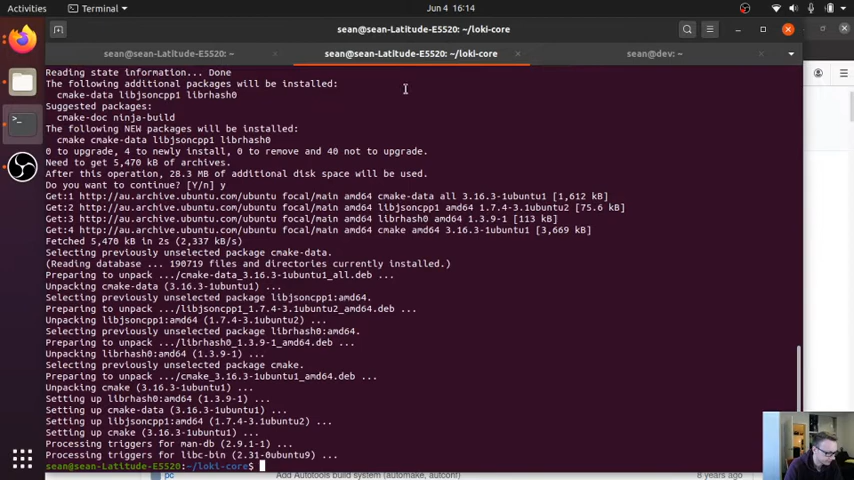 Activities
Terminal
Jun 4 16:14
sean@sean-Latitude-E5520: ~/loki-core
sean@sean-Latitude-E5520: ~
sean@sean-Latitude-E5520: ~/loki-core
sean@dev: ~
Reading state information... Done
The following additional packages will be installed:
cmake-data libjsoncpp1 librhash0
Suggested packages:
cmake-doc ninja-build
The following NEW packages will be installed:
cmake cmake-data libjsoncpp1 librhash0
0 to upgrade, 4 to newly install, 0 to remove and 40 not to upgrade.
Need to get 5,470 kB of archives.
After this operation, 28.3 MB of additional disk space will be used.
Do you want to continue? [Y/n] y
Get:1 http://au.archive.ubuntu.com/ubuntu focal/main amd64 cmake-data all 3.16.3-1ubuntu1 [1,612 kB]
Get:2 http://au.archive.ubuntu.com/ubuntu focal/main amd64 libjsoncpp1 amd64 1.7.4-3.1ubuntu2 [75.6 kB]
Get:3 http://au.archive.ubuntu.com/ubuntu focal/main amd64 librhash0 amd64 1.3.9-1 [113 kB]
Get:4 http://au.archive.ubuntu.com/ubuntu focal/main amd64 cmake amd64 3.16.3-1ubuntu1 [3,669 kB]
Fetched 5,470 kB in 2s (2,337 kB/s)
Selecting previously unselected package cmake-data.
(Reading database ... 190719 files and directories currently installed.)
Preparing to unpack .../cmake-data_3.16.3-1ubuntu1_all.deb ...
Unpacking cmake-data (3.16.3-1ubuntu1) ...
Selecting previously unselected package libjsoncpp1:amd64.
Preparing to unpack .../libjsoncpp1_1.7.4-3.1ubuntu2_amd64.deb ...
Unpacking libjsoncpp1:amd64 (1.7.4-3.1ubuntu2) ...
Selecting previously unselected package librhash0:amd64.
Preparing to unpack .../librhash0_1.3.9-1_amd64.deb ...
Unpacking librhash0:amd64 (1.3.9-1) ...
Selecting previously unselected package cmake.
Preparing to unpack .../cmake_3.16.3-1ubuntu1_amd64.deb ...
Unpacking cmake (3.16.3-1ubuntu1) ...
Setting up librhash0:amd64 (1.3.9-1) ...
Setting up cmake-data (3.16.3-1ubuntu1) ...
Setting up libjsoncpp1:amd64 (1.7.4-3.1ubuntu2) ...
Setting up cmake (3.16.3-1ubuntu1) ...
Processing triggers for man-db (2.9.1-1) ...
Processing triggers for libc-bin (2.31-0ubuntu9) ...
sean@sean-Latitude-E5520:~/loki-core$
pc Add Autotools build system (automake, autconf) 8 years ago